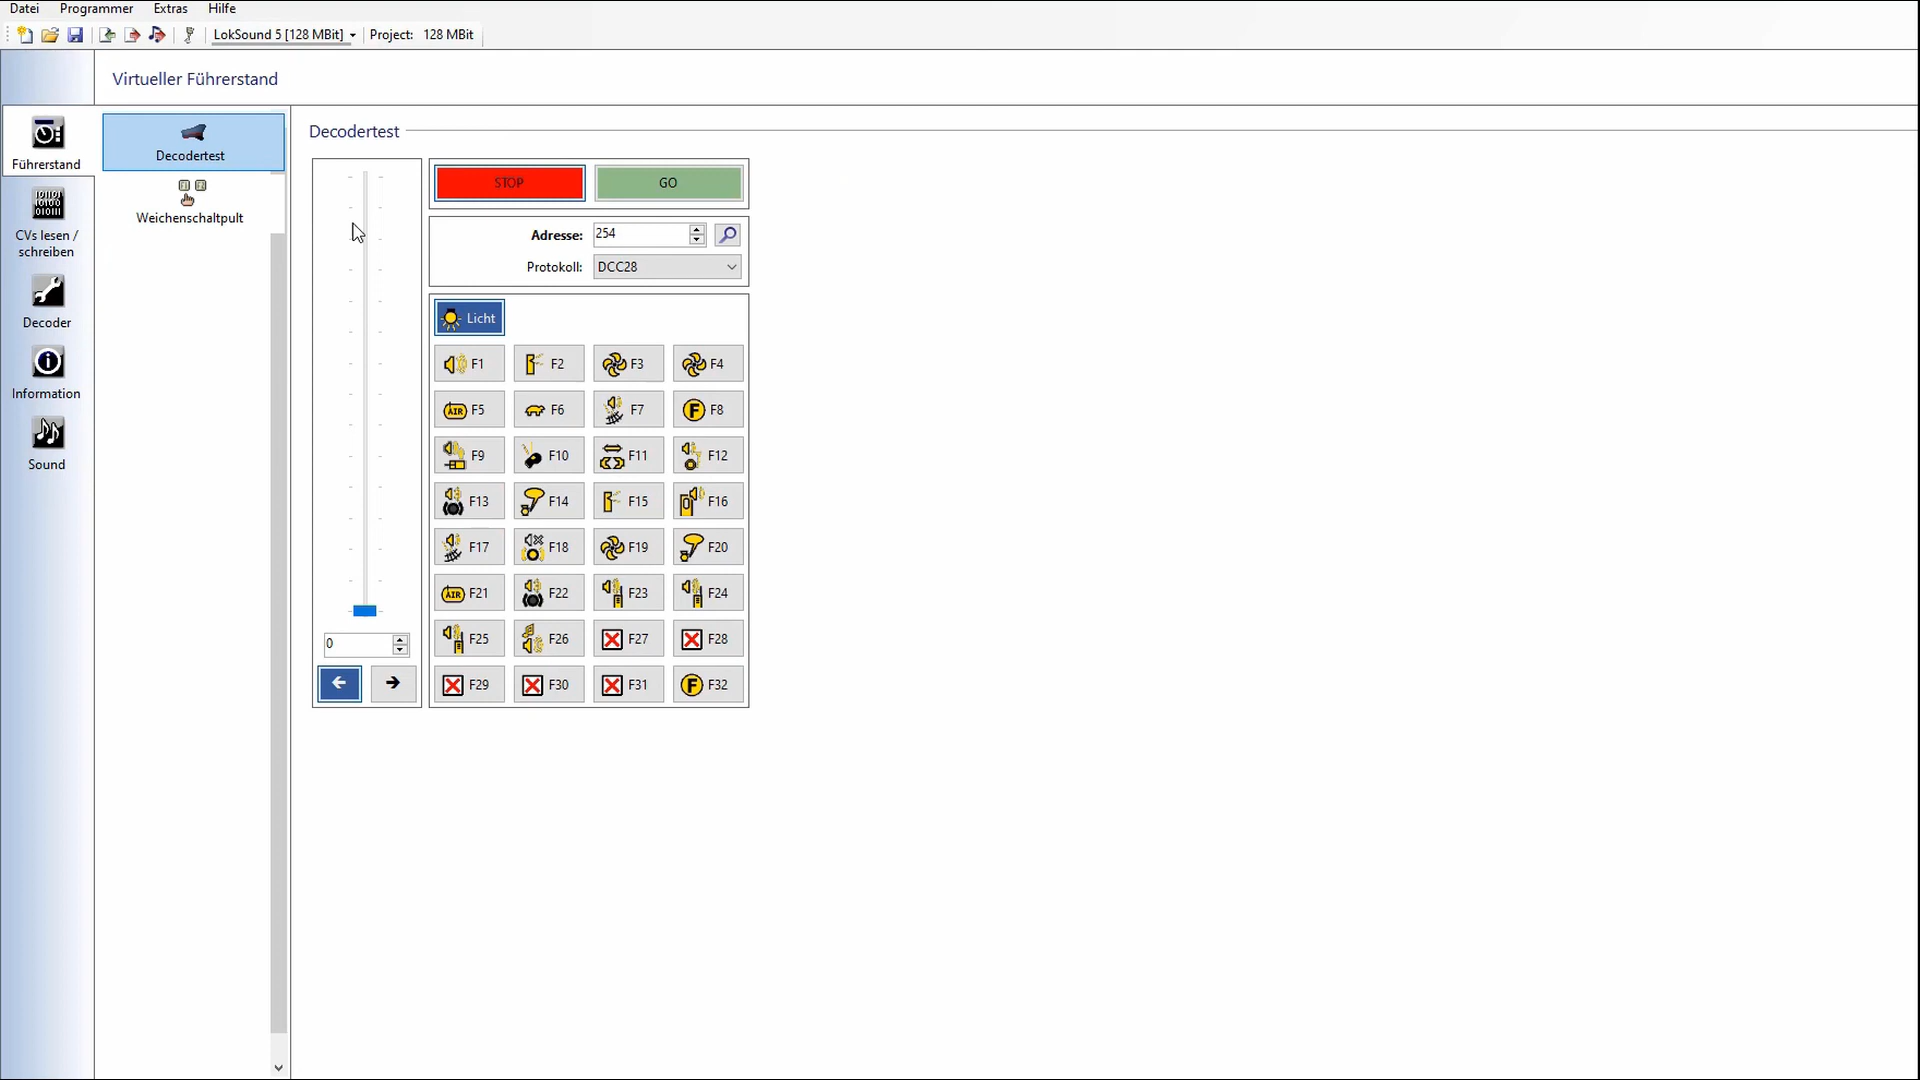 Datei Programmer Extras Hilfe
LokSound 5 [128 MBit] Project: 128 MBit
Virtueller Führerstand
Führerstand
CVs lesen /
schreiben
Decoder
Information
Sound
Decodertest
Weichenschaltpult
Decodertest
STOP GO
Adresse: 254
Protokoll: DCC28
Licht
F1 F2 F3 F4
AIR F5 F6 F7 F F8
F9 F10 F11 F12
F13 F14 F15 F16
F17 F18 F19 F20
AIR F21 F22 F23 F24
F25 F26 F27 F28
F29 F30 F31 F F32
0